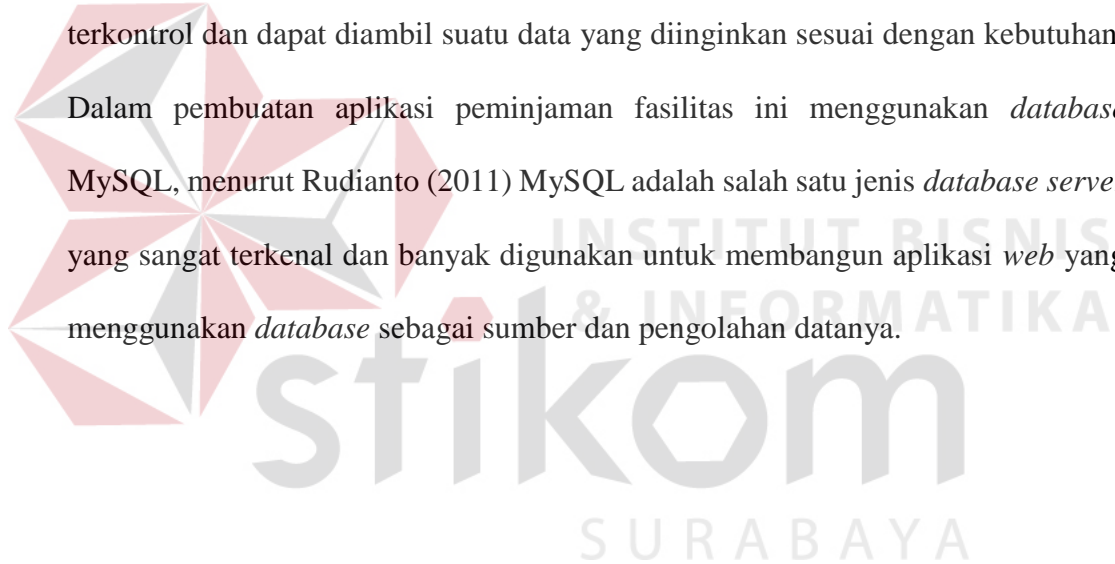 terkontrol dan dapat diambil suatu data yang diinginkan sesuai dengan kebutuhan
Dalam pembuatan aplikasi peminjaman fasilitas ini menggunakan database
MySQL, menurut Rudianto (2011) MySQL adalah salah satu jenis database serve
yang sangat terkenal dan banyak digunakan untuk membangun aplikasi web yang
menggunakan database sebagai sumber dan pengolahan datanya.
INSTITUT BISNIS
& INFORMATIKA
stikom
SURABAYA